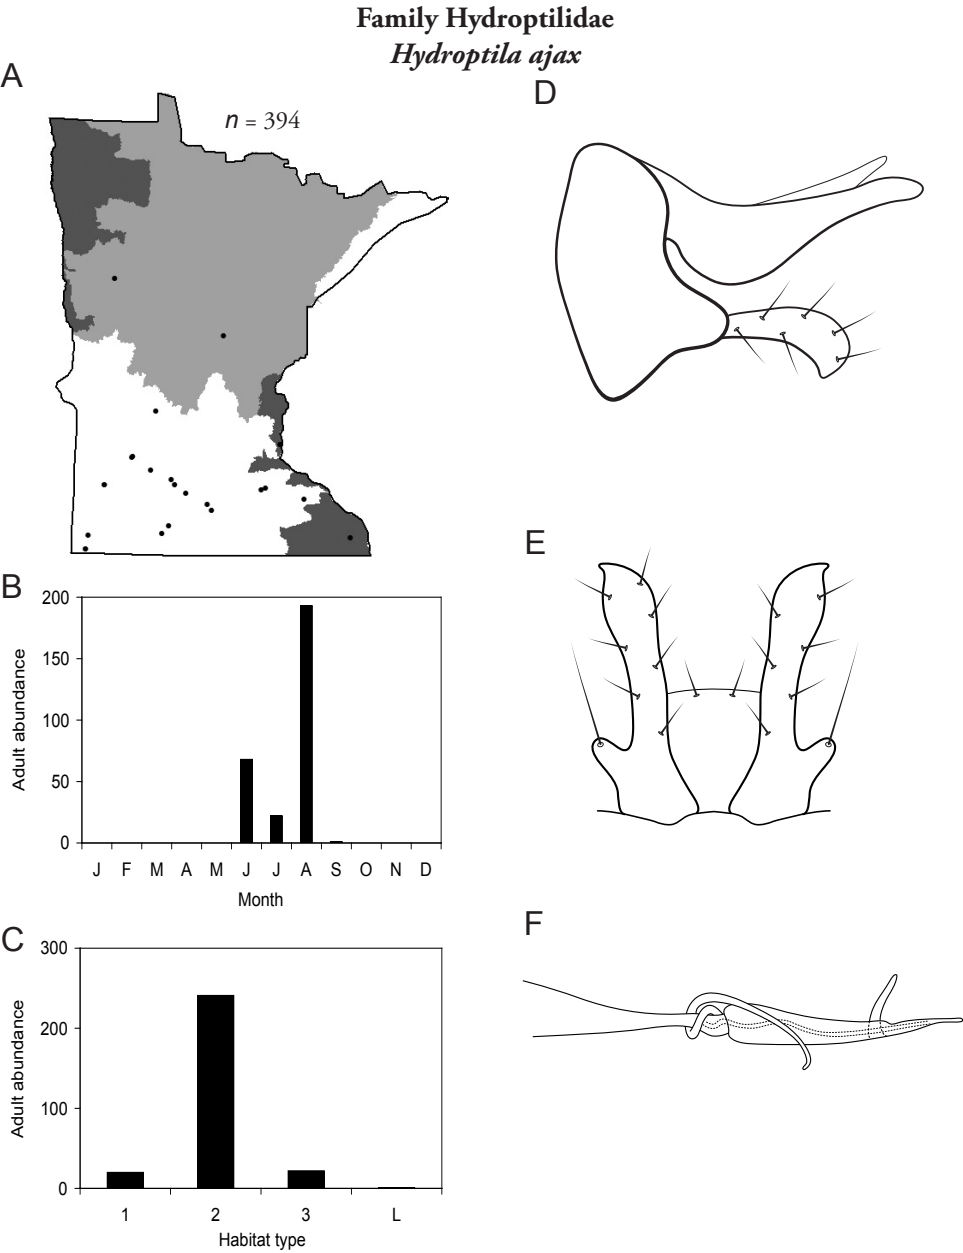 Family Hydroptilidae
Hydroptila ajax
A
n = 394
D
E
B
200
150
100
50
0
Adult abundance
J F M A M J J A S O N D
Month
C
300
200
100
0
Adult abundance
1 2 3 L
Habitat type
F